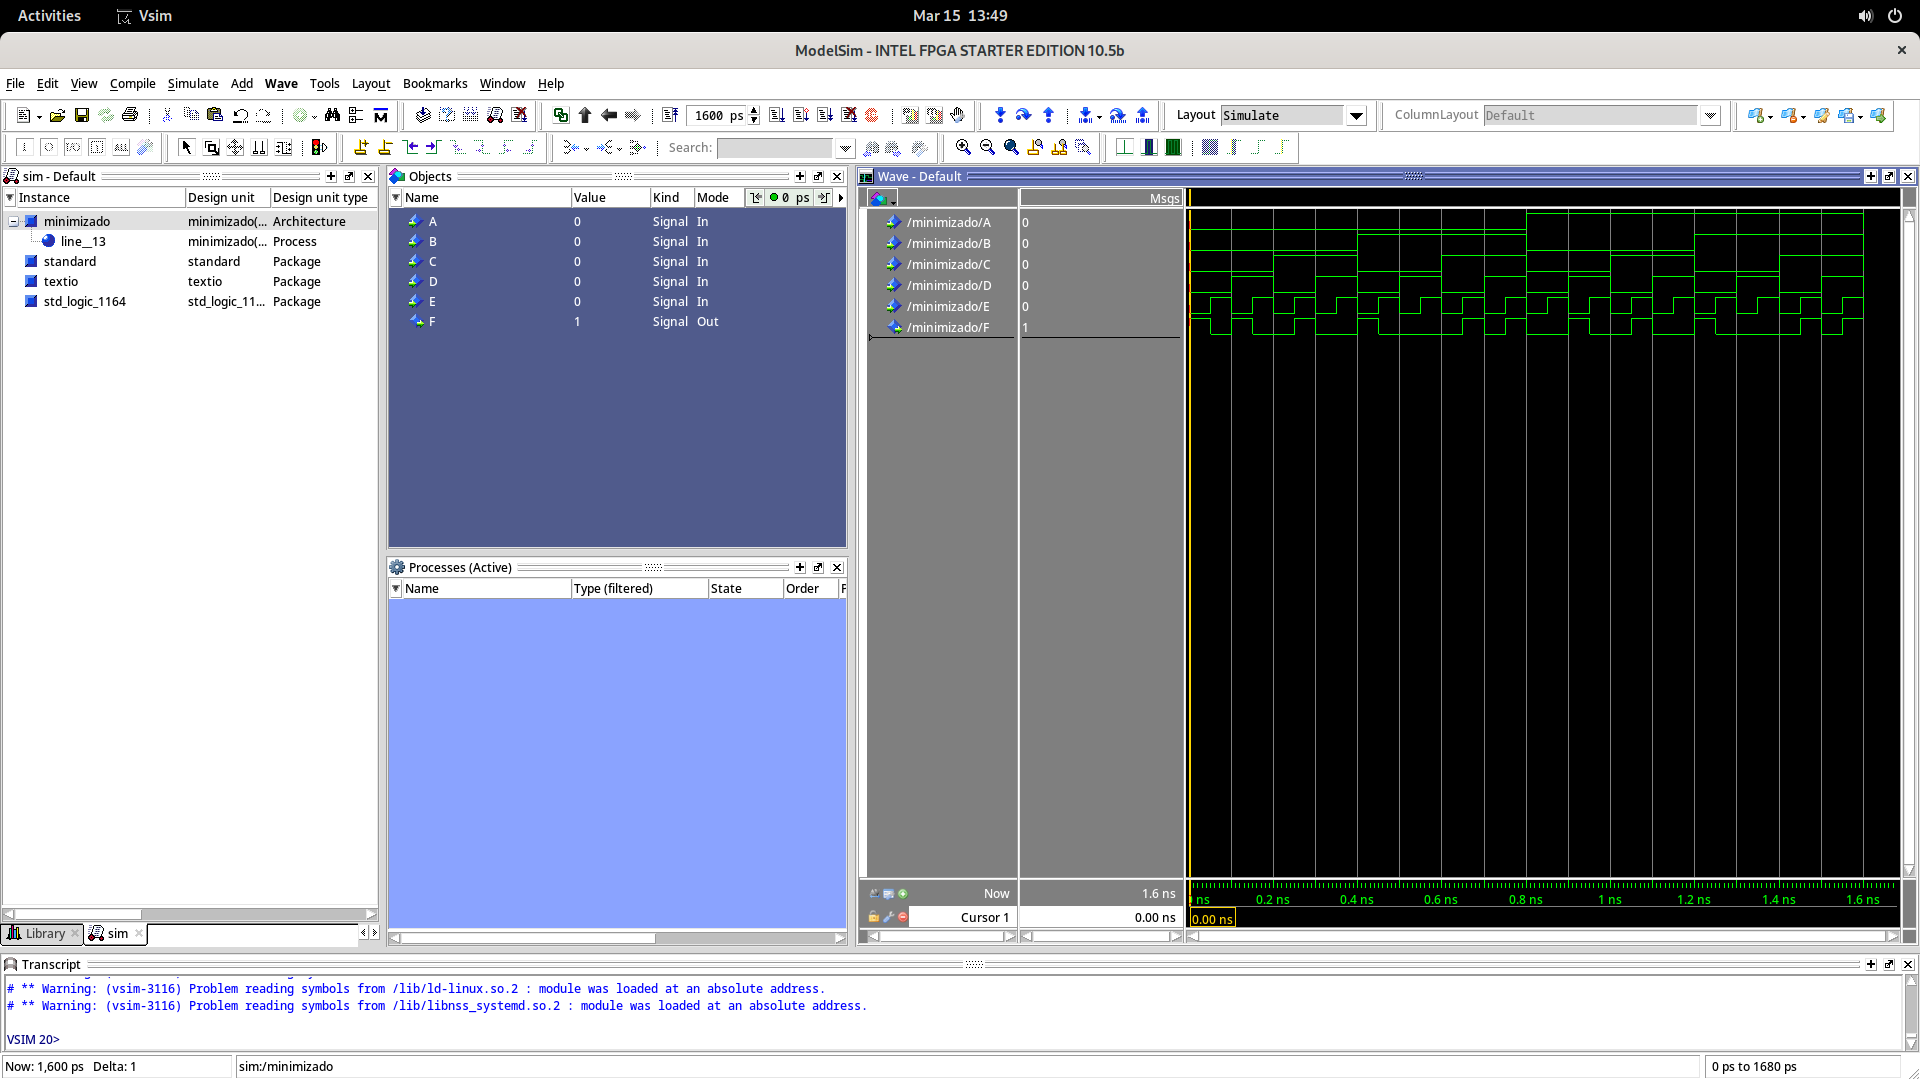 Activities Vsim Mar 15 13:49
ModelSim - INTEL FPGA STARTER EDITION 10.5b
File Edit View Compile Simulate Add Wave Tools Layout Bookmarks Window Help
1600 ps Layout Simulate ColumnLayout Default
Search:
sim - Default
Instance Design unit Design unit type
minimizado minimizado(... Architecture
line__13 minimizado(... Process
standard standard Package
textio textio Package
std_logic_1164 std_logic_11... Package
Library sim
Objects
Name Value Kind Mode 0 ps
A 0 Signal In
B 0 Signal In
C 0 Signal In
D 0 Signal In
E 0 Signal In
F 1 Signal Out
Processes (Active)
Name Type (filtered) State Order F
Wave - Default
Msgs
/minimizado/A 0
/minimizado/B 0
/minimizado/C 0
/minimizado/D 0
/minimizado/E 0
/minimizado/F 1
Now 1.6 ns
ns 0.2 ns 0.4 ns 0.6 ns 0.8 ns 1 ns 1.2 ns 1.4 ns 1.6 ns
Cursor 1 0.00 ns 0.00 ns
Transcript
# ** Warning: (vsim-3116) Problem reading symbols from /lib/ld-linux.so.2 : module was loaded at an absolute address.
# ** Warning: (vsim-3116) Problem reading symbols from /lib/libnss_systemd.so.2 : module was loaded at an absolute address.
VSIM 20>
Now: 1,600 ps Delta: 1 sim:/minimizado 0 ps to 1680 ps